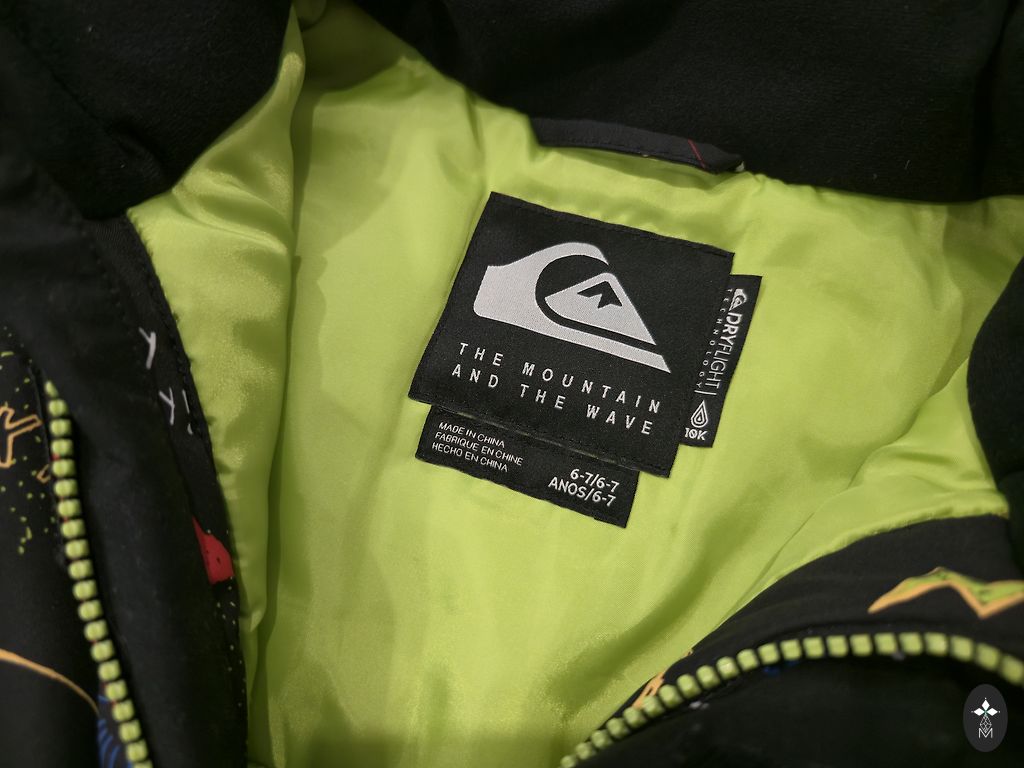 THE MOUNTAIN
AND THE WAVE
MADE IN CHINA
FABRIQUE EN CHINE
HECHO EN CHINA
6-7/6-7
ANOS/6-7
DRYFLIGHT
TECHNOLOGY
10K